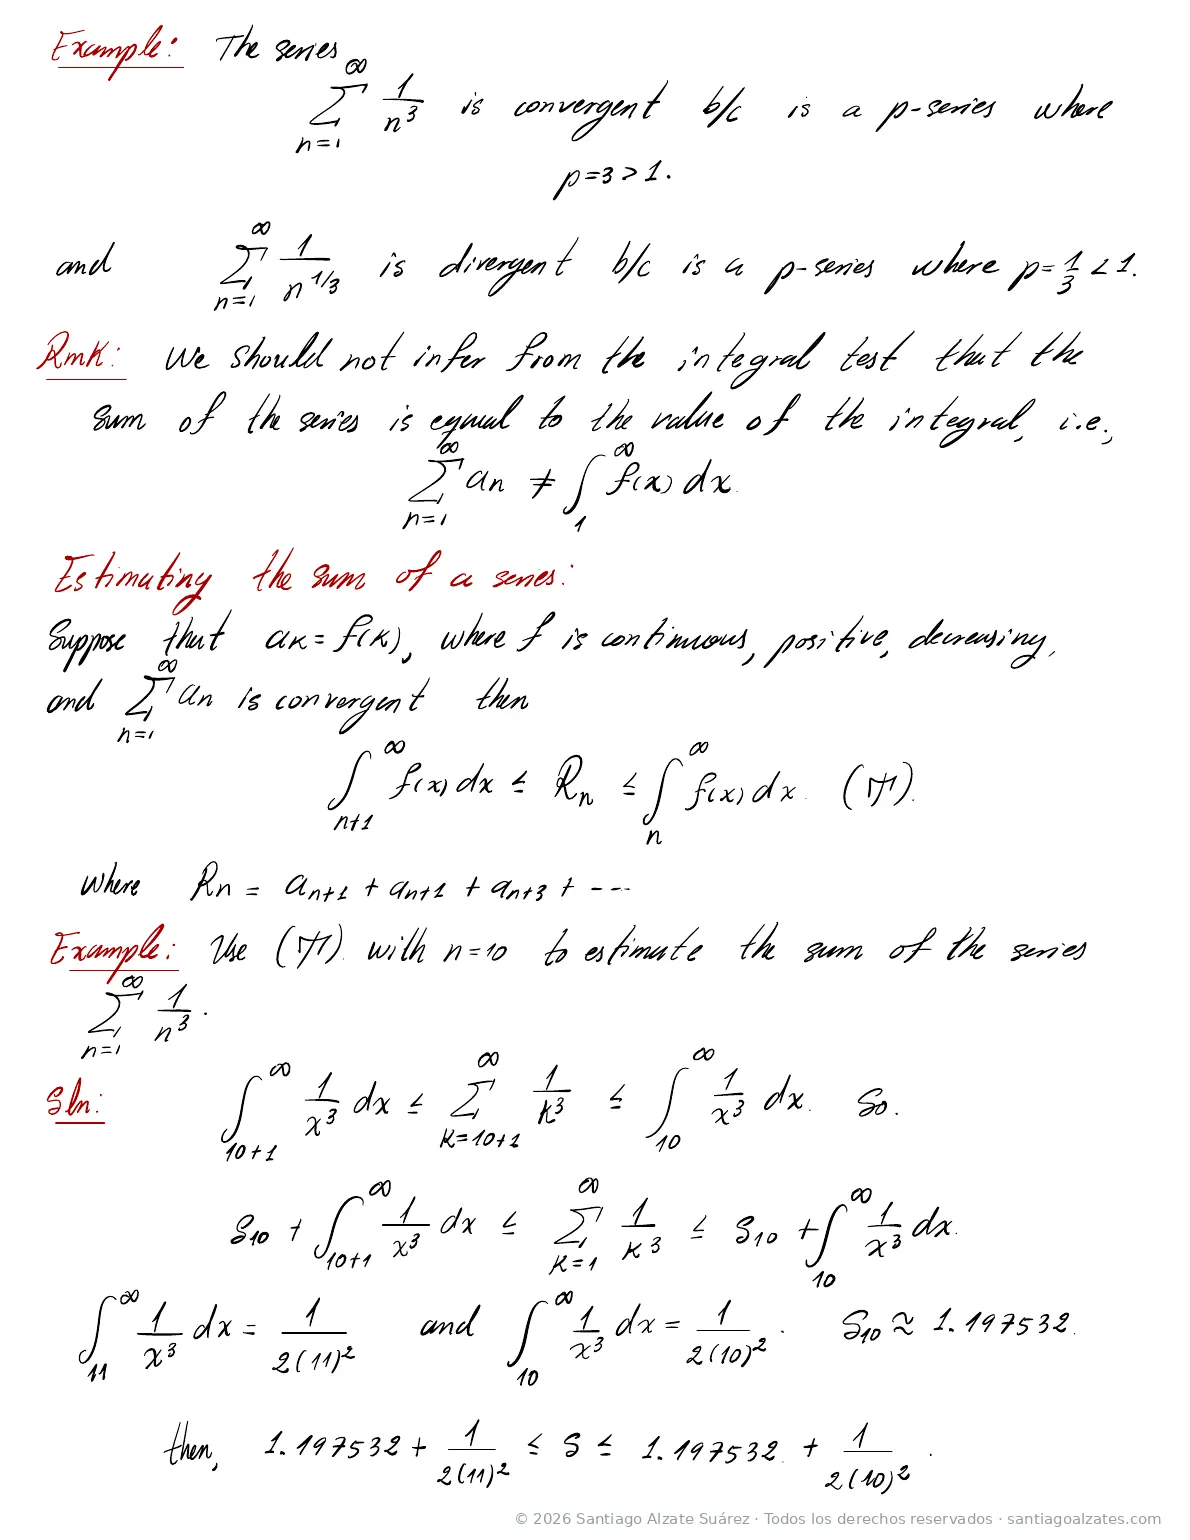 Example: The series
∞
∑ 1/n³ is convergent b/c is a p-series where
n=1
p=3>1.
and ∑_{n=1}^{∞} 1/n^{1/3} is divergent b/c is a p-series where p=1/3 <1.
RmK: We should not infer from the integral test that the
sum of the series is equal to the value of the integral, i.e.,
∑_{n=1}^{∞} an ≠ ∫_{1}^{∞} f(x) dx.
Estimating the sum of a series:
Suppose that aK = f(K), where f is continuous, positive, decreasing,
and ∑_{n=1}^{∞} an is convergent then
∫_{n+1}^{∞} f(x) dx ≤ Rn ≤ ∫_{n}^{∞} f(x) dx.
where Rn = a_{n+1} + a_{n+1} + a_{n+3} + ---
Example: Use with n=10 to estimate the sum of the series
∑_{n=1}^{∞} 1/n³.
Sln: ∫_{10+1}^{∞} 1/x³ dx ≤ ∑_{K=10+1}^{∞} 1/K³ ≤ ∫_{10}^{∞} 1/x³ dx. So.
S10 + ∫_{10+1}^{∞} 1/x³ dx ≤ ∑_{K=1}^{∞} 1/K³ ≤ S10 + ∫_{10}^{∞} 1/x³ dx.
∫_{11}^{∞} 1/x³ dx = 1/2(11)² and ∫_{10}^{∞} 1/x³ dx = 1/2(10)². S10 ≈ 1.197532.
then, 1.197532 + 1/2(11)² ≤ S ≤ 1.197532 + 1/2(10)².
© 2026 Santiago Alzate Suárez · Todos los derechos reservados · santiagoalzates.com